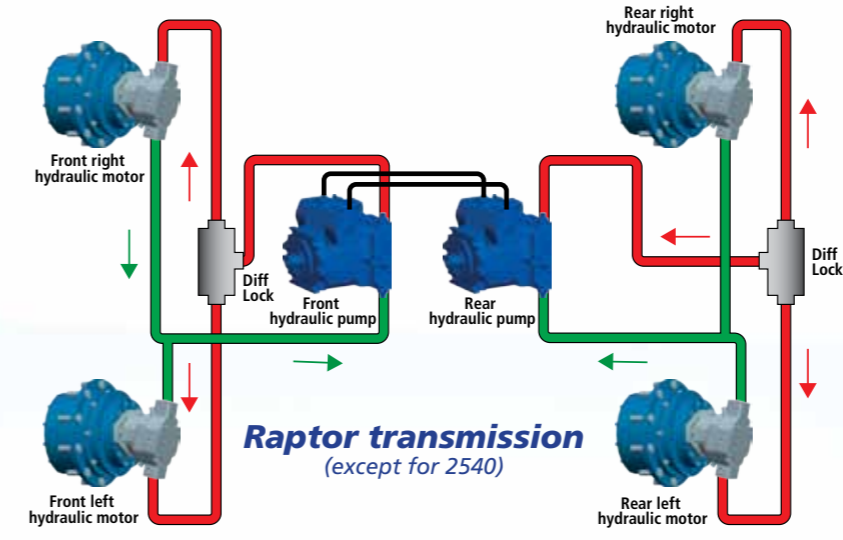 Rear right
hydraulic motor
Front right
hydraulic motor
Diff
Lock
Diff
Lock
Front
hydraulic pump
Rear
hydraulic pump
Raptor transmission
(except for 2540)
Front left
hydraulic motor
Rear left
hydraulic motor